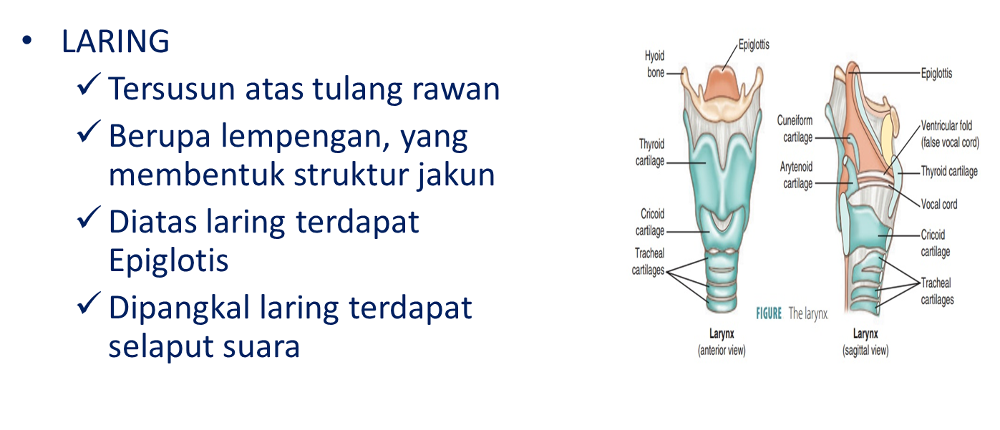 • LARING
✓ Tersusun atas tulang rawan
✓ Berupa lempengan, yang
membentuk struktur jakun
✓ Diatas laring terdapat
Epiglotis
✓ Dipangkal laring terdapat
selaput suara
Epiglottis
Hyoid
bone
Thyroid
cartilage
Cricoid
cartilage
Tracheal
cartilages
Larynx
(anterior view)
FIGURE The larynx
Epiglottis
Cuneiform
cartilage
Ventricular fold
(false vocal cord)
Arytenoid
cartilage
Thyroid cartilage
Vocal cord
Cricoid
cartilage
Tracheal
cartilages
Larynx
(sagittal view)